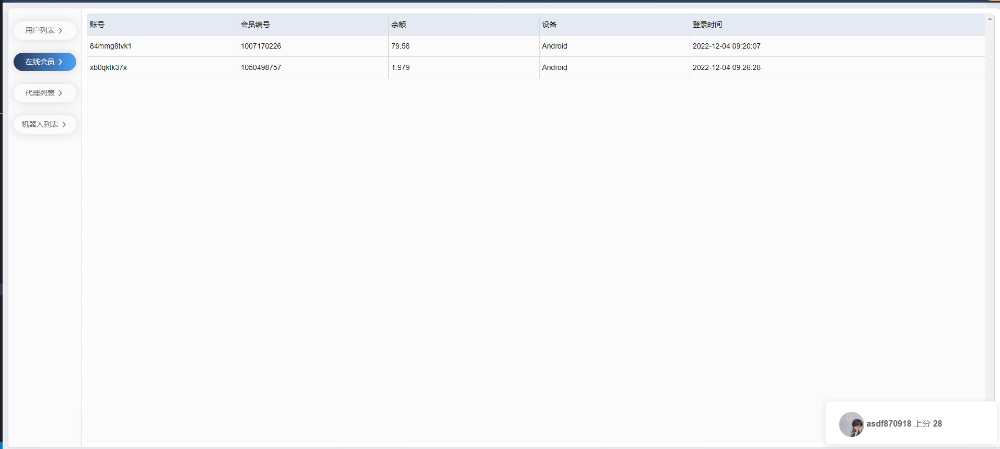 用户列表
在线会员
代理列表
机器人列表
账号 会员编号 余额 设备 登录时间
84mmg8tvk1 1007170226 79.58 Android 2022-12-04 09:20:07
xb0qktk37x 1050498757 1.979 Android 2022-12-04 09:26:28
asdf870918 上分 28